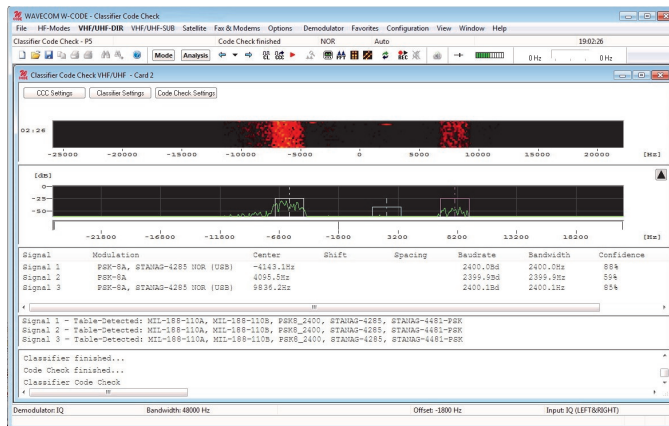 WAVECOM W-CODE - Classifier Code Check
File HF-Modes VHF/UHF-DIR VHF/UHF-SUB Satellite Fax & Modems Options Demodulator Favorites Configuration View Window Help
Classifier Code Check - P5 Code Check finished NOR Auto 19:02:26
Mode Analysis 0 Hz 0 Hz
Classifier Code Check VHF/UHF - Card 2
CCC Settings Classifier Settings Code Check Settings
02:26
-25000 -20000 -15000 -10000 -5000 0 5000 10000 15000 20000 [Hz]
[dB]
0
-25
-50
-21800 -16800 -11800 -6800 -1800 3200 8200 13200 18200 [Hz]
Signal Modulation Center Shift Spacing Baudrate Bandwidth Confidence
Signal 1 PSK-8A, STANAG-4285 NOR (USB) -4143.1Hz 2400.0Bd 2400.0Hz 88%
Signal 2 PSK-8A 4095.5Hz 2399.9Bd 2399.9Hz 59%
Signal 3 PSK-8A, STANAG-4285 NOR (USB) 9836.2Hz 2400.1Bd 2400.1Hz 85%
Signal 1 - Table-Detected: MIL-188-110A, MIL-188-110B, PSK8_2400, STANAG-4285, STANAG-4481-PSK
Signal 2 - Table-Detected: MIL-188-110A, MIL-188-110B, PSK8_2400, STANAG-4285, STANAG-4481-PSK
Signal 3 - Table-Detected: MIL-188-110A, MIL-188-110B, PSK8_2400, STANAG-4285, STANAG-4481-PSK
Classifier finished...
Code Check finished...
Classifier Code Check
Demodulator: IQ Bandwidth: 48000 Hz Offset: -1800 Hz Input: IQ (LEFT&RIGHT)